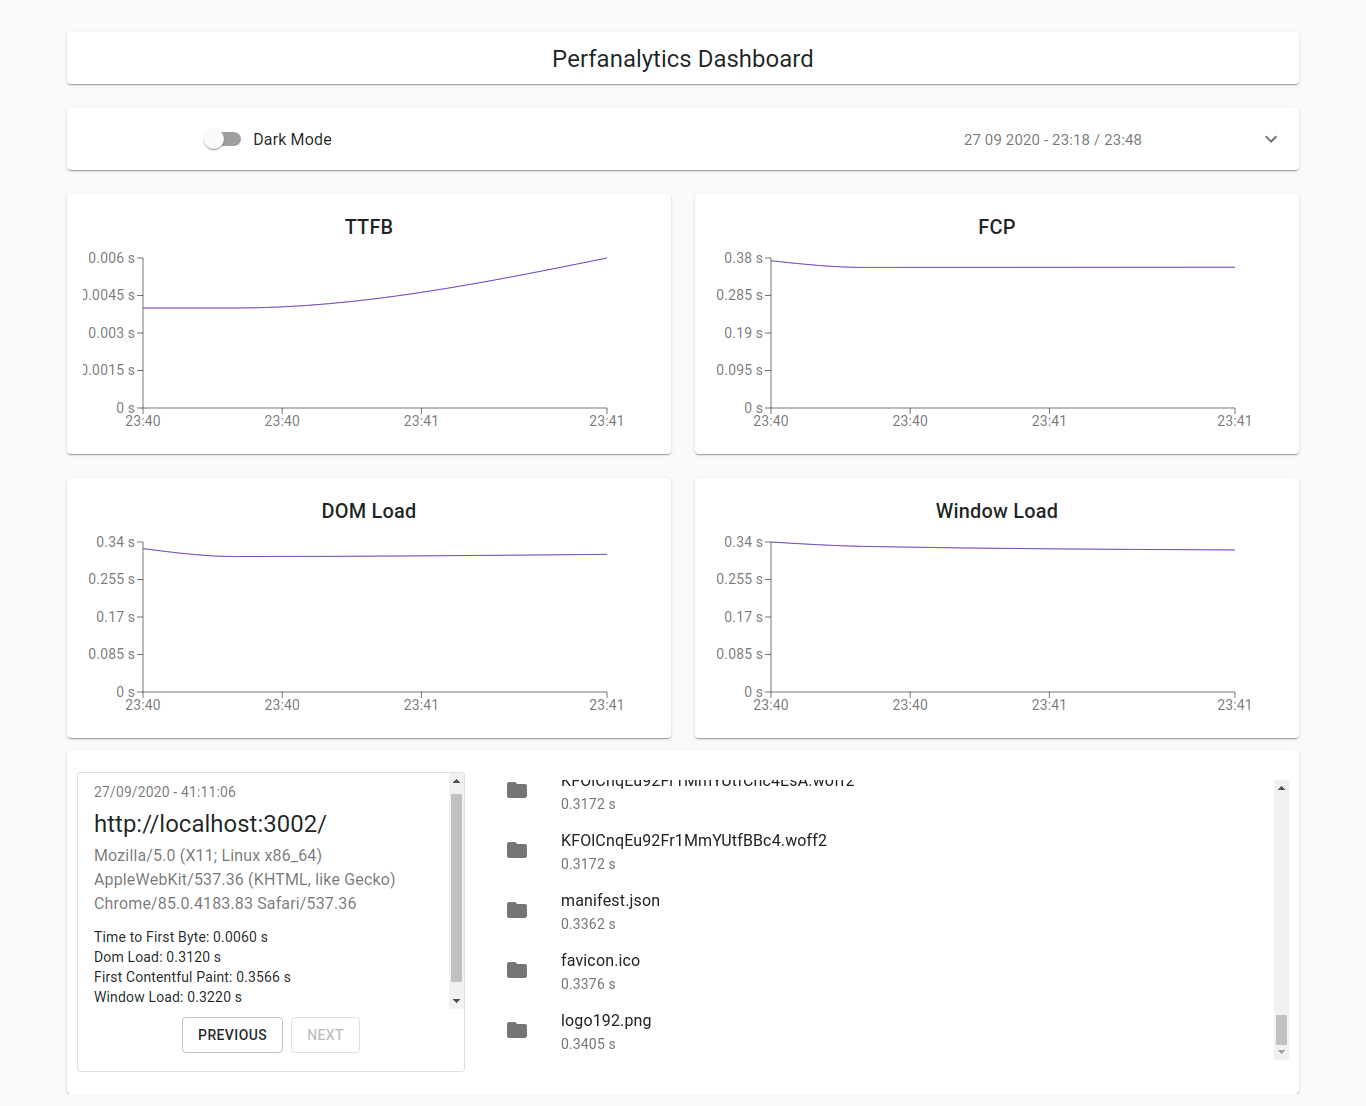 Perfanalytics Dashboard
Dark Mode
27 09 2020 - 23:18 / 23:48
TTFB
0.006 s
0.0045 s
0.003 s
0.0015 s
0 s
23:40 23:40 23:41 23:41
FCP
0.38 s
0.285 s
0.19 s
0.095 s
0 s
23:40 23:40 23:41 23:41
DOM Load
0.34 s
0.255 s
0.17 s
0.085 s
0 s
23:40 23:40 23:41 23:41
Window Load
0.34 s
0.255 s
0.17 s
0.085 s
0 s
23:40 23:40 23:41 23:41
27/09/2020 - 41:11:06
http://localhost:3002/
Mozilla/5.0 (X11; Linux x86_64)
AppleWebKit/537.36 (KHTML, like Gecko)
Chrome/85.0.4183.83 Safari/537.36
Time to First Byte: 0.0060 s
Dom Load: 0.3120 s
First Contentful Paint: 0.3566 s
Window Load: 0.3220 s
PREVIOUS NEXT
0.3172 s
KFOlCnqEu92Fr1MmYUtfBBc4.woff2
0.3172 s
manifest.json
0.3362 s
favicon.ico
0.3376 s
logo192.png
0.3405 s